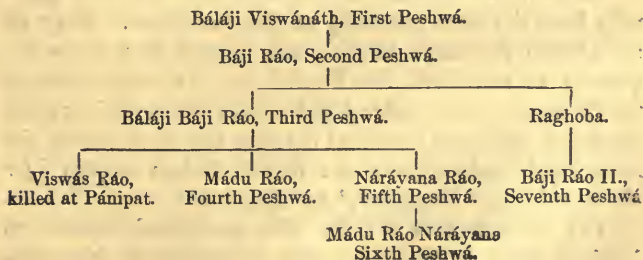 Báláji Viswánáth, First Peshwá.
Báji Ráo, Second Peshwá.
Báláji Báji Ráo, Third Peshwá. Raghoba.
Viswás Ráo, Mádu Ráo, Náráyana Ráo, Báji Ráo II.,
killed at Pánipat. Fourth Peshwá. Fifth Peshwá. Seventh Peshwá
Mádu Ráo Náráyana
Sixth Peshwá.